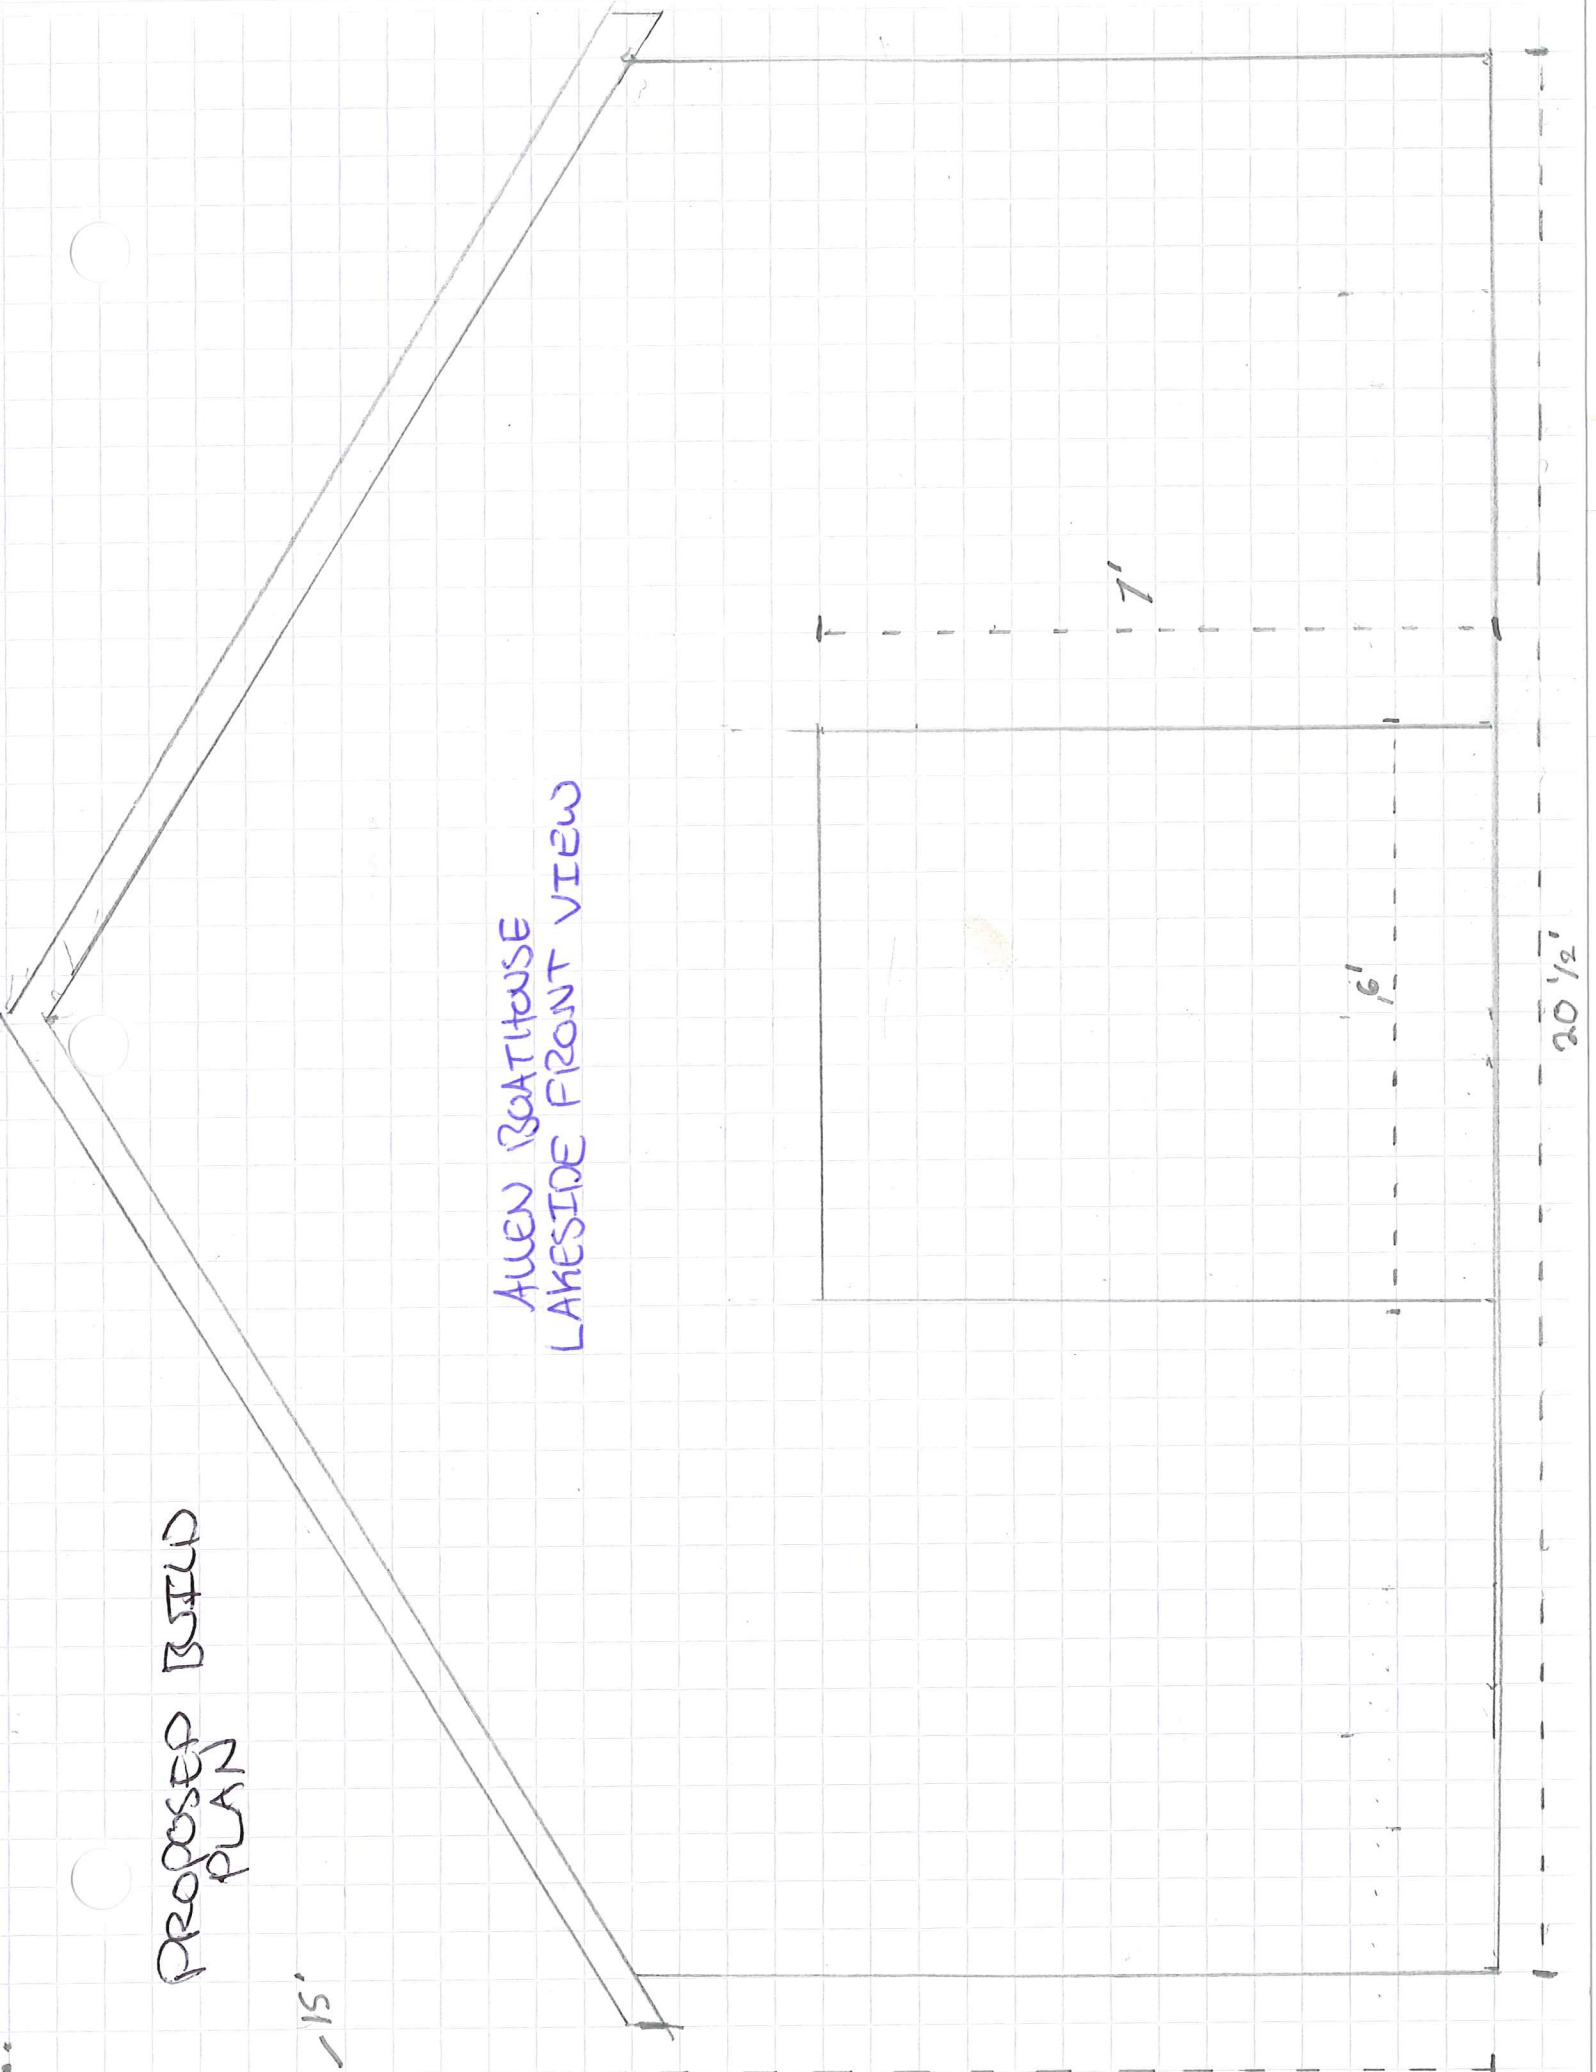 PROPOSED BUILD
PLAN
15'
ALLEN BOATHOUSE
LAKESIDE FRONT VIEW
7'
6'
20 1/2'